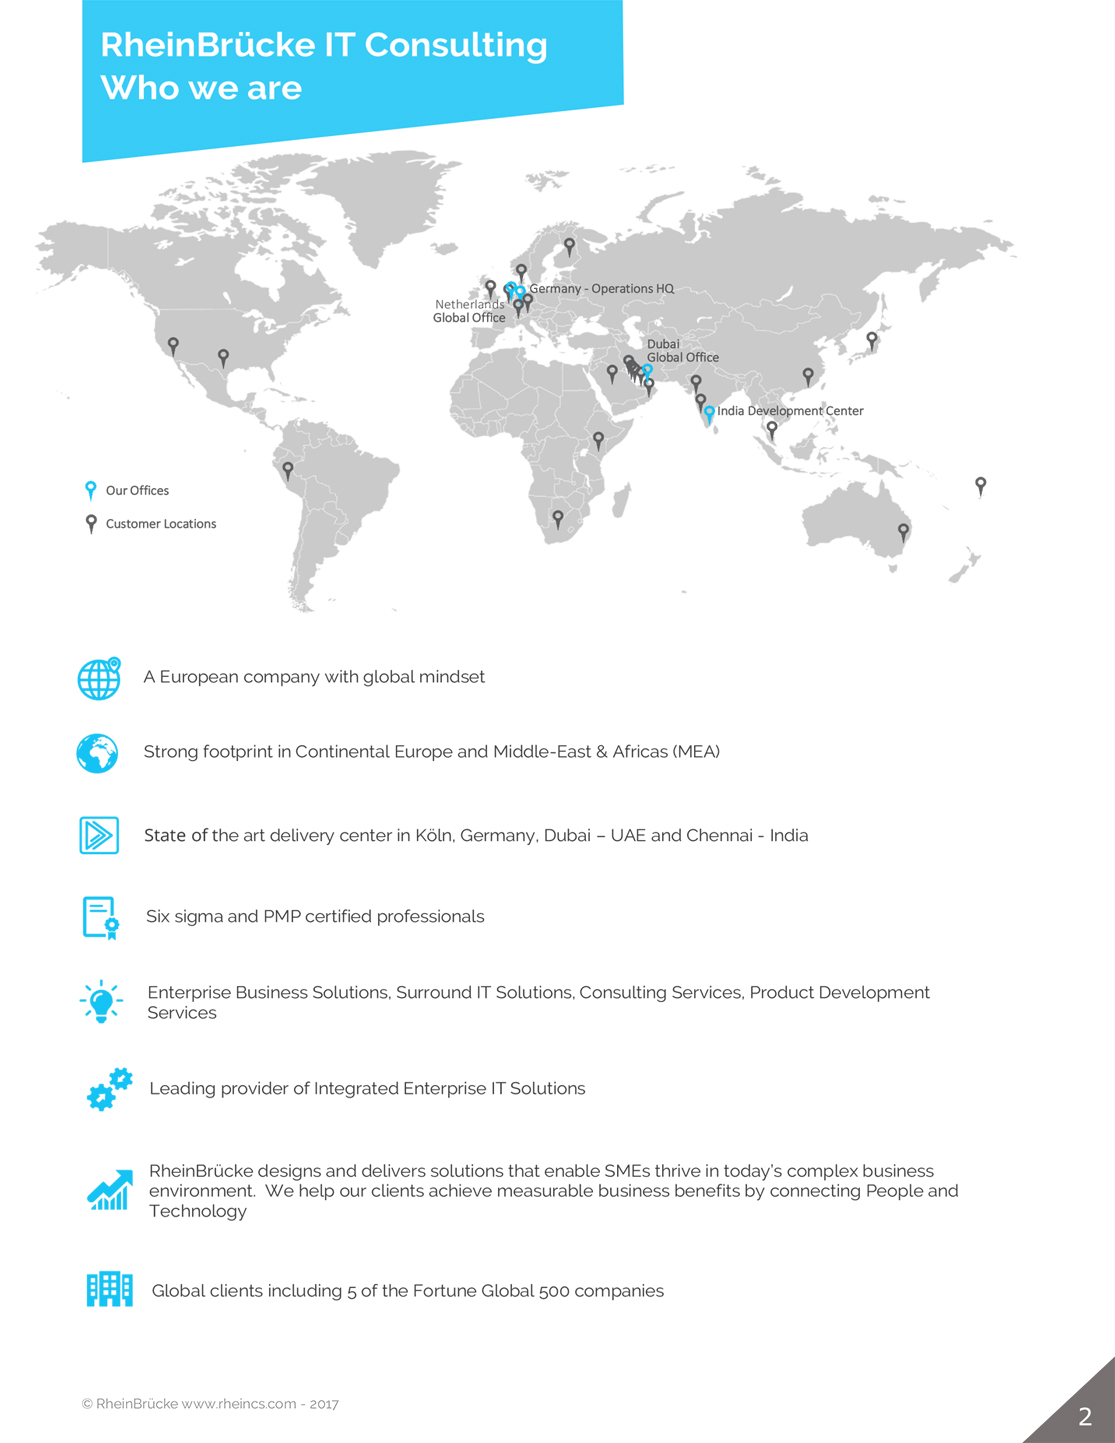 RheinBrücke IT Consulting
Who we are
Germany - Operations HQ
Netherlands
Global Office
Dubai
Global Office
India Development Center
Our Offices
Customer Locations
A European company with global mindset
Strong footprint in Continental Europe and Middle-East & Africas (MEA)
State of the art delivery center in Köln, Germany, Dubai – UAE and Chennai - India
Six sigma and PMP certified professionals
Enterprise Business Solutions, Surround IT Solutions, Consulting Services, Product Development
Services
Leading provider of Integrated Enterprise IT Solutions
RheinBrücke designs and delivers solutions that enable SMEs thrive in today's complex business
environment.  We help our clients achieve measurable business benefits by connecting People and
Technology
Global clients including 5 of the Fortune Global 500 companies
© RheinBrücke www.rheincs.com - 2017
2